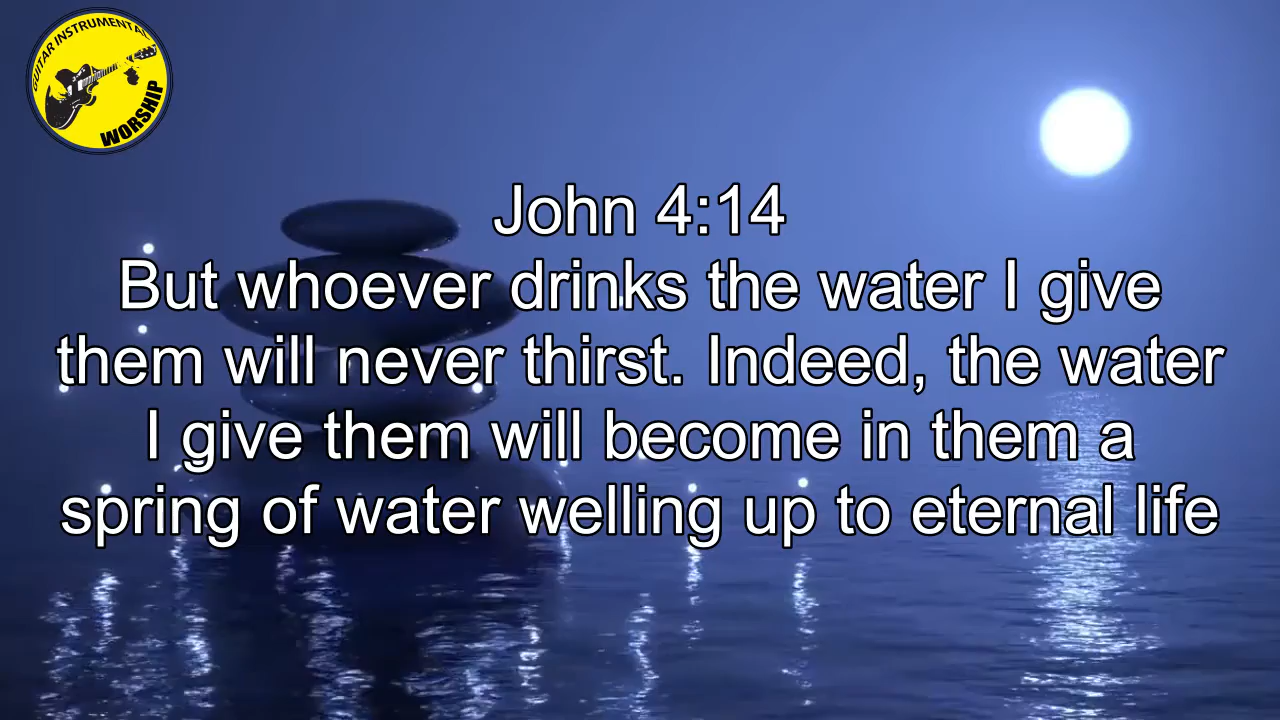 GUITAR INSTRUMENTAL
WORSHIP
John 4:14
But whoever drinks the water I give
them will never thirst. Indeed, the water
I give them will become in them a
spring of water welling up to eternal life